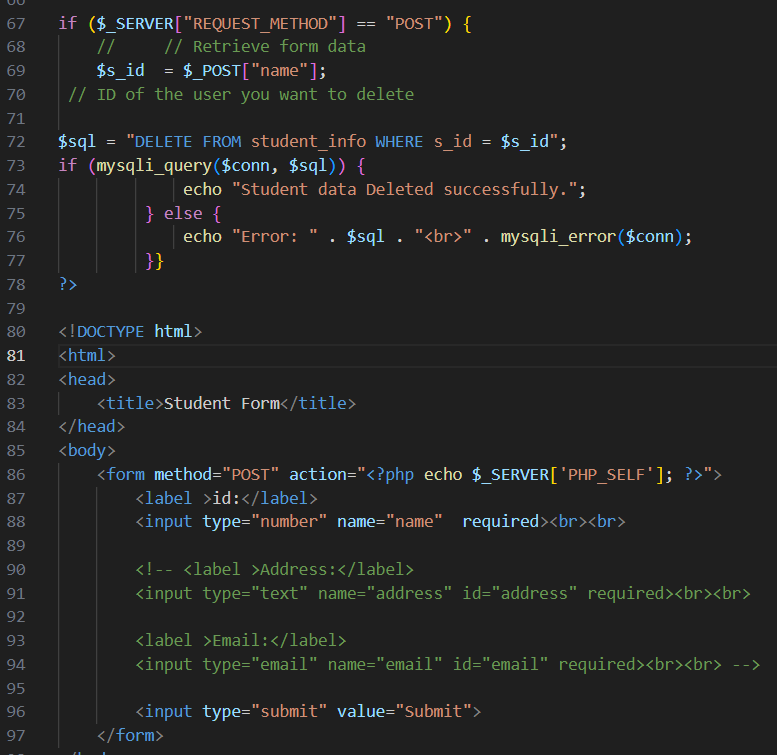 66
67 if ($_SERVER["REQUEST_METHOD"] == "POST") {
68     //     // Retrieve form data
69     $s_id  = $_POST["name"];
70  // ID of the user you want to delete
71
72 $sql = "DELETE FROM student_info WHERE s_id = $s_id";
73 if (mysqli_query($conn, $sql)) {
74              echo "Student data Deleted successfully.";
75          } else {
76              echo "Error: " . $sql . "<br>" . mysqli_error($conn);
77          }}
78 ?>
79
80 <!DOCTYPE html>
81 <html>
82 <head>
83     <title>Student Form</title>
84 </head>
85 <body>
86     <form method="POST" action="<?php echo $_SERVER['PHP_SELF']; ?>">
87         <label >id:</label>
88         <input type="number" name="name"  required><br><br>
89
90         <!-- <label >Address:</label>
91         <input type="text" name="address" id="address" required><br><br>
92
93         <label >Email:</label>
94         <input type="email" name="email" id="email" required><br><br> -->
95
96         <input type="submit" value="Submit">
97     </form>